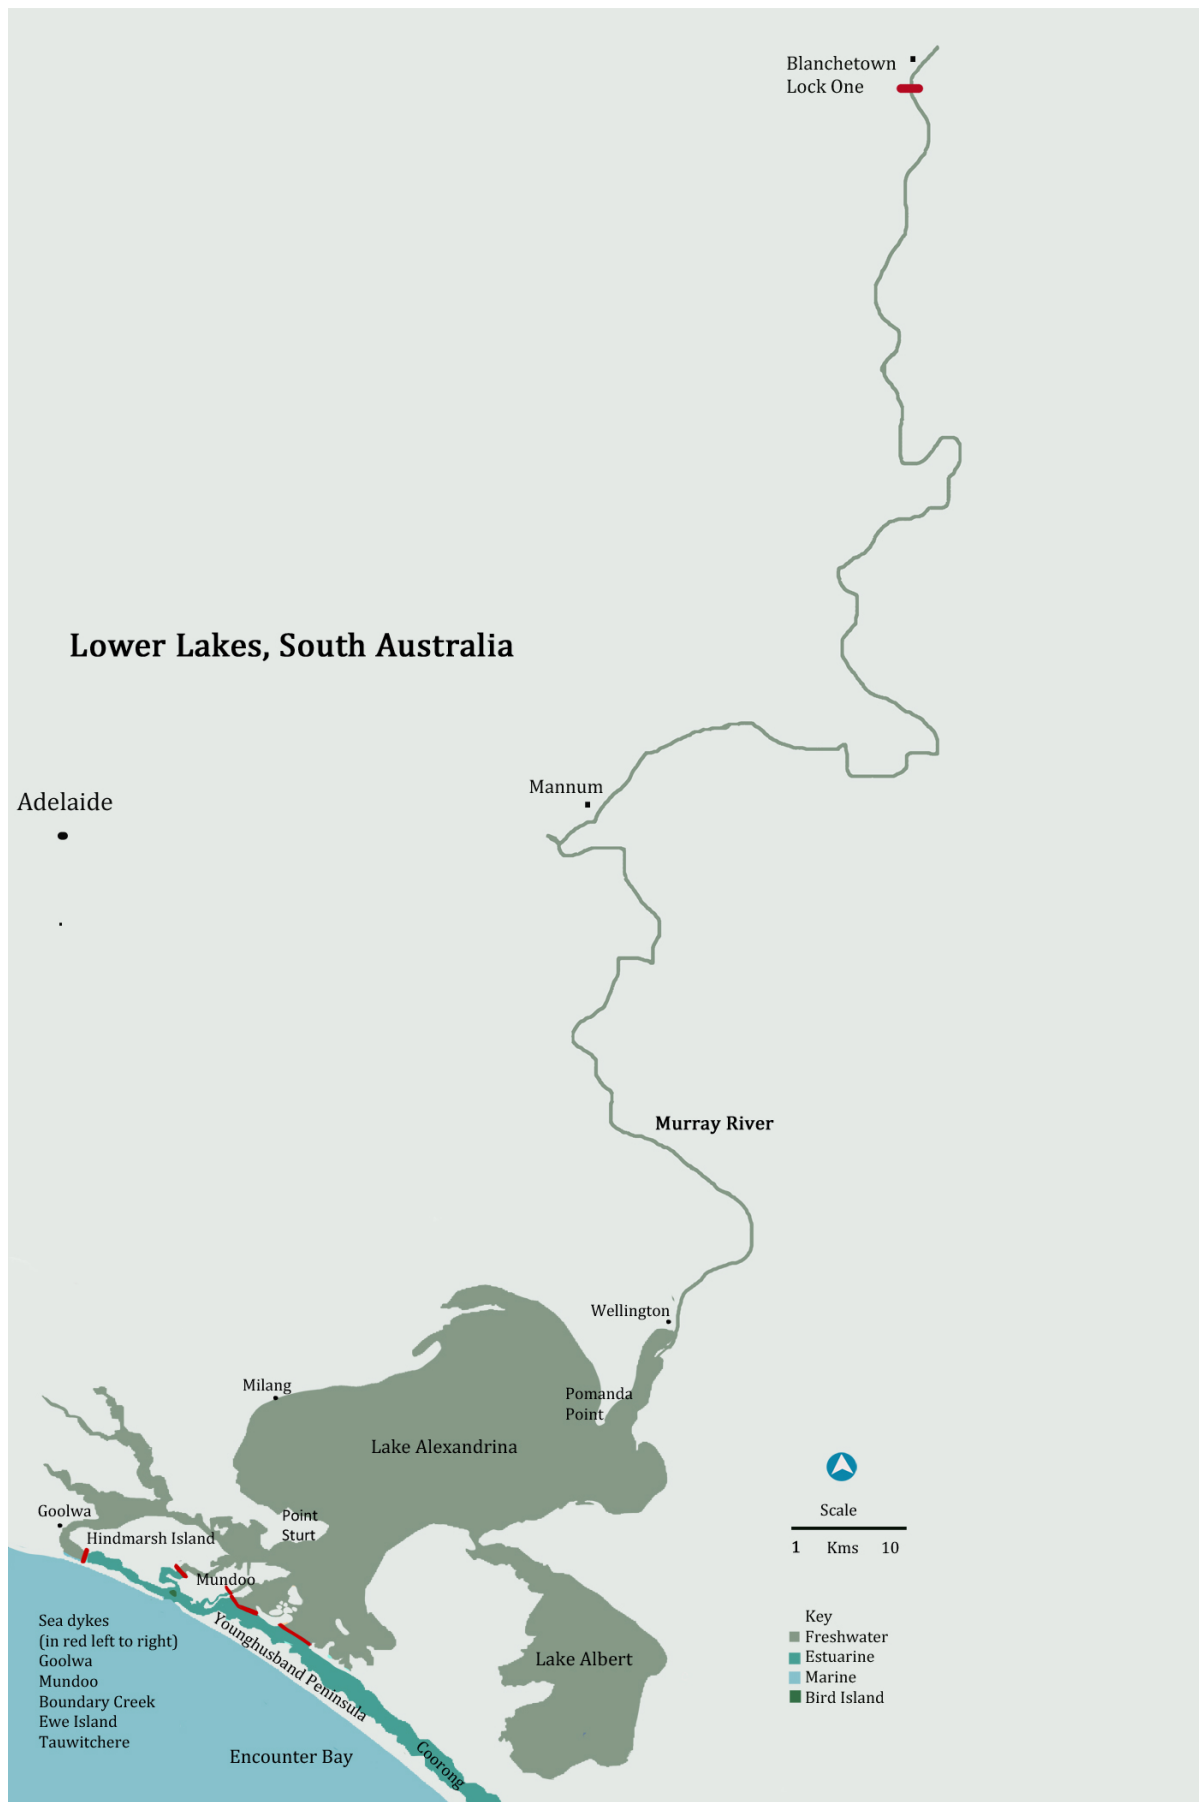 Blanchetown
Lock One
Lower Lakes, South Australia
Mannum
Adelaide
Murray River
Wellington
Milang
Pomanda
Point
Lake Alexandrina
Goolwa
Point
Sturt
Hindmarsh Island
Scale
1 Kms 10
Mundoo
Sea dykes
(in red left to right)
Goolwa
Mundoo
Boundary Creek
Ewe Island
Tauwitchere
Younghusband Peninsula
Lake Albert
Key
Freshwater
Estuarine
Marine
Bird Island
Encounter Bay
Coorong